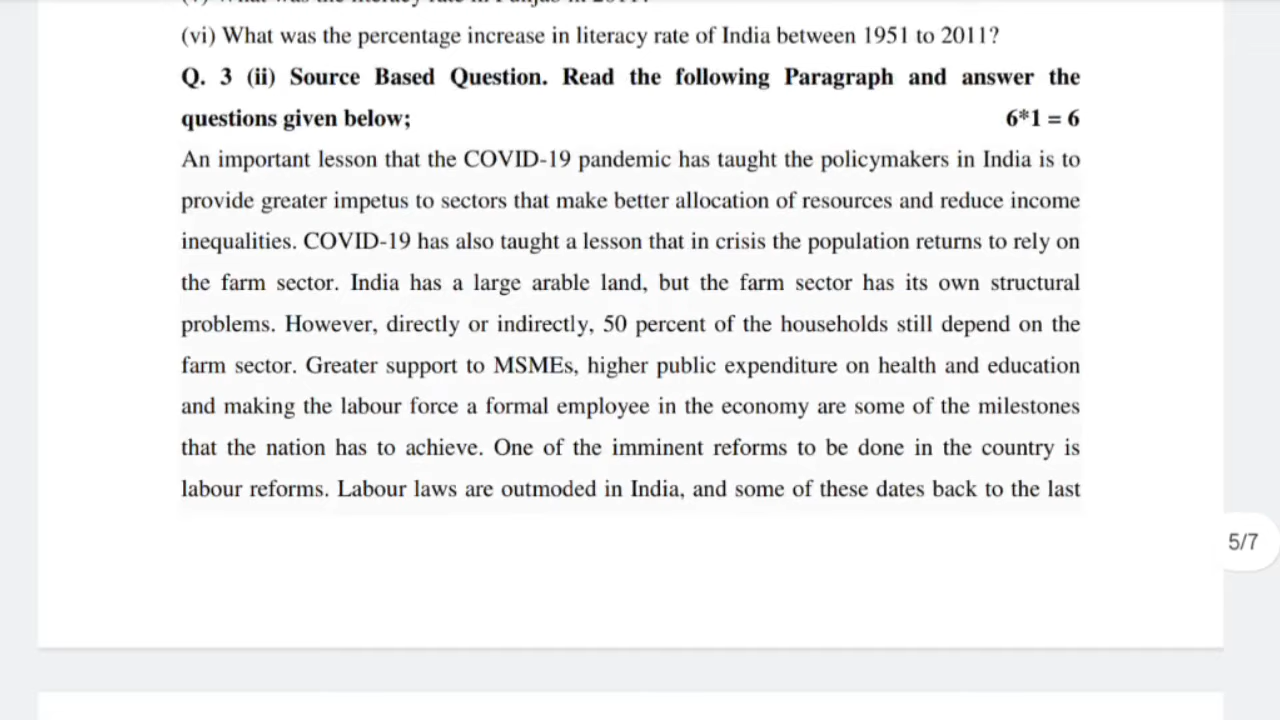 (vi) What was the percentage increase in literacy rate of India between 1951 to 2011?
Q. 3 (ii) Source Based Question. Read the following Paragraph and answer the
questions given below; 6*1 = 6
An important lesson that the COVID-19 pandemic has taught the policymakers in India is to
provide greater impetus to sectors that make better allocation of resources and reduce income
inequalities. COVID-19 has also taught a lesson that in crisis the population returns to rely on
the farm sector. India has a large arable land, but the farm sector has its own structural
problems. However, directly or indirectly, 50 percent of the households still depend on the
farm sector. Greater support to MSMEs, higher public expenditure on health and education
and making the labour force a formal employee in the economy are some of the milestones
that the nation has to achieve. One of the imminent reforms to be done in the country is
labour reforms. Labour laws are outmoded in India, and some of these dates back to the last
5/7